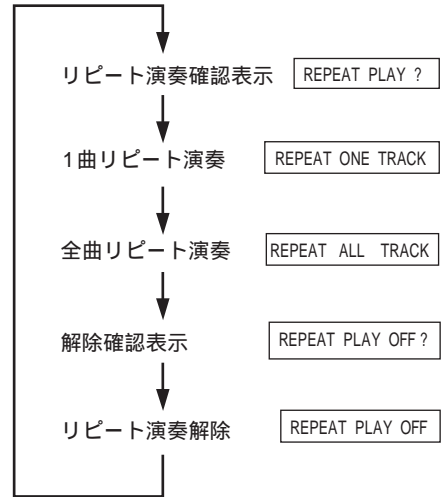 リピート演奏確認表示 REPEAT PLAY ?
1曲リピート演奏 REPEAT ONE TRACK
全曲リピート演奏 REPEAT ALL TRACK
解除確認表示 REPEAT PLAY OFF ?
リピート演奏解除 REPEAT PLAY OFF